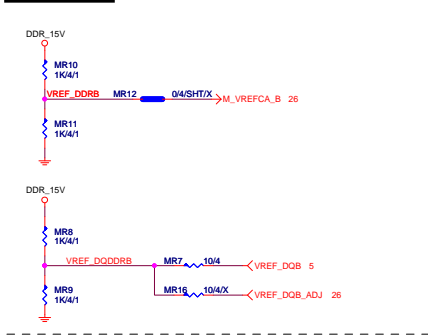 DDR_15V
MR10
1K/4/1
VREF_DDRB MR12 0/4/SHT/X M_VREFCA_B 26
MR11
1K/4/1
DDR_15V
MR8
1K/4/1
VREF_DQDDRB MR7 10/4 VREF_DQB 5
MR9
1K/4/1
MR16 10/4/X VREF_DQB_ADJ 26